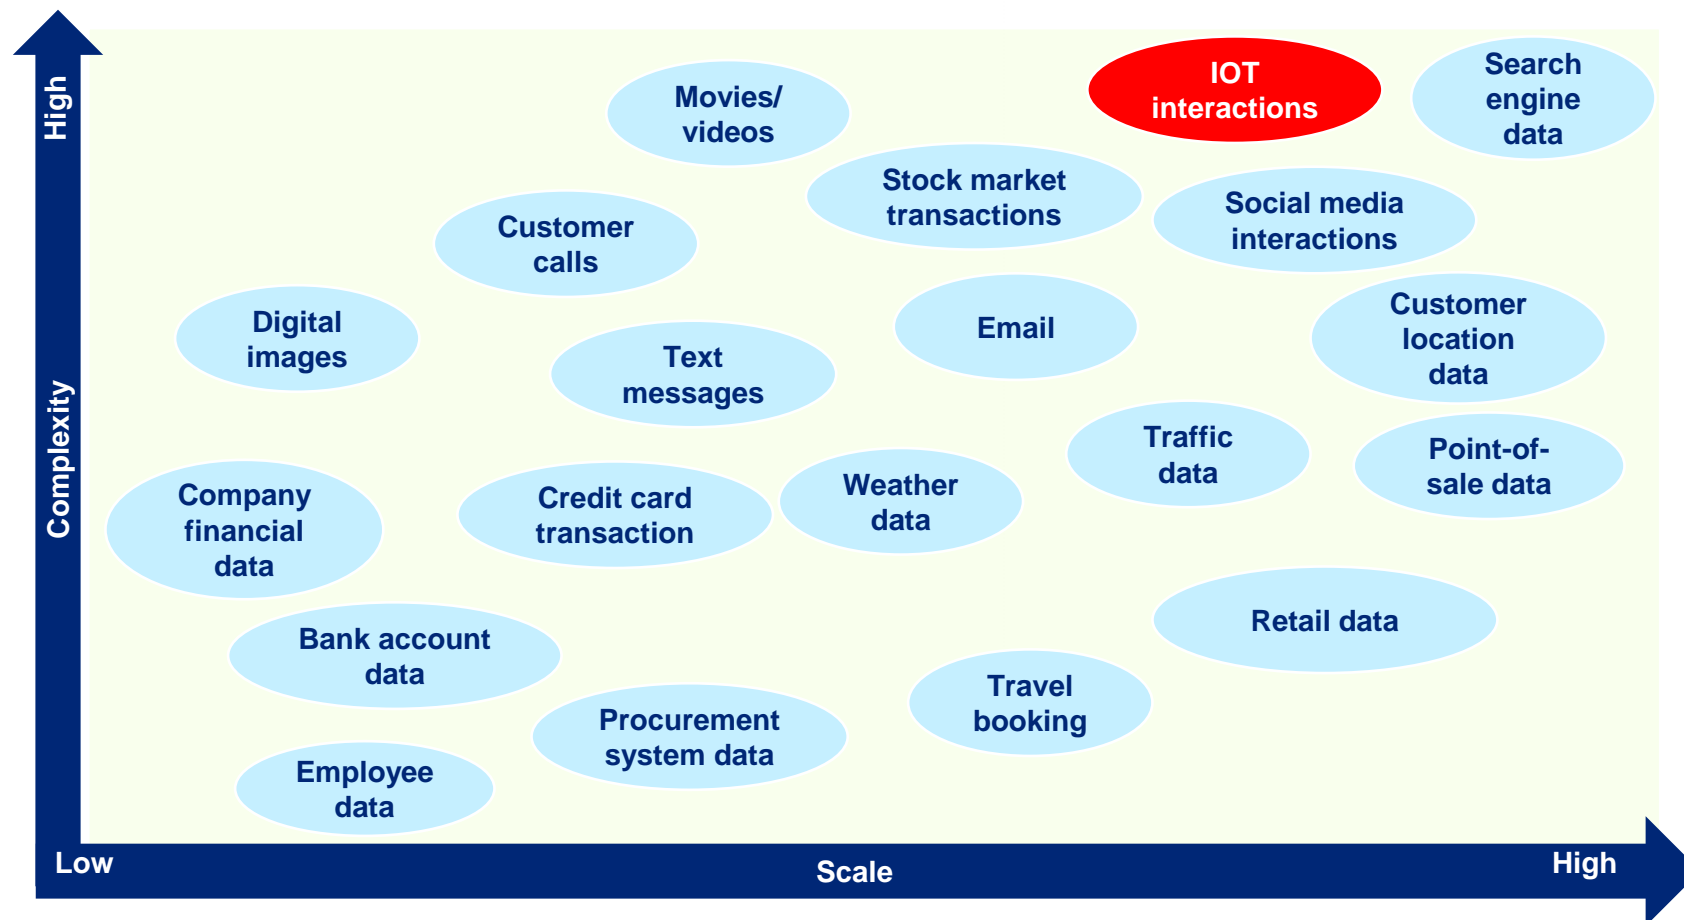 High
Complexity
Low
Scale
High
IOT
interactions
Search
engine
data
Movies/
videos
Stock market
transactions
Social media
interactions
Customer
calls
Digital
images
Text
messages
Email
Customer
location
data
Traffic
data
Point-of-
sale data
Company
financial
data
Credit card
transaction
Weather
data
Retail data
Bank account
data
Travel
booking
Procurement
system data
Employee
data